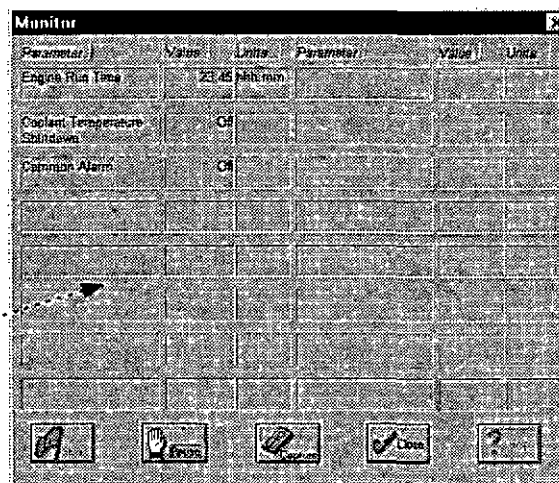 Monitor
Parameter Value Units Parameter Value Units
Engine Run Time 23:45 hhh:mm
Coolant Temperature Off
Shutdown
Common Alarm Off
Close
?